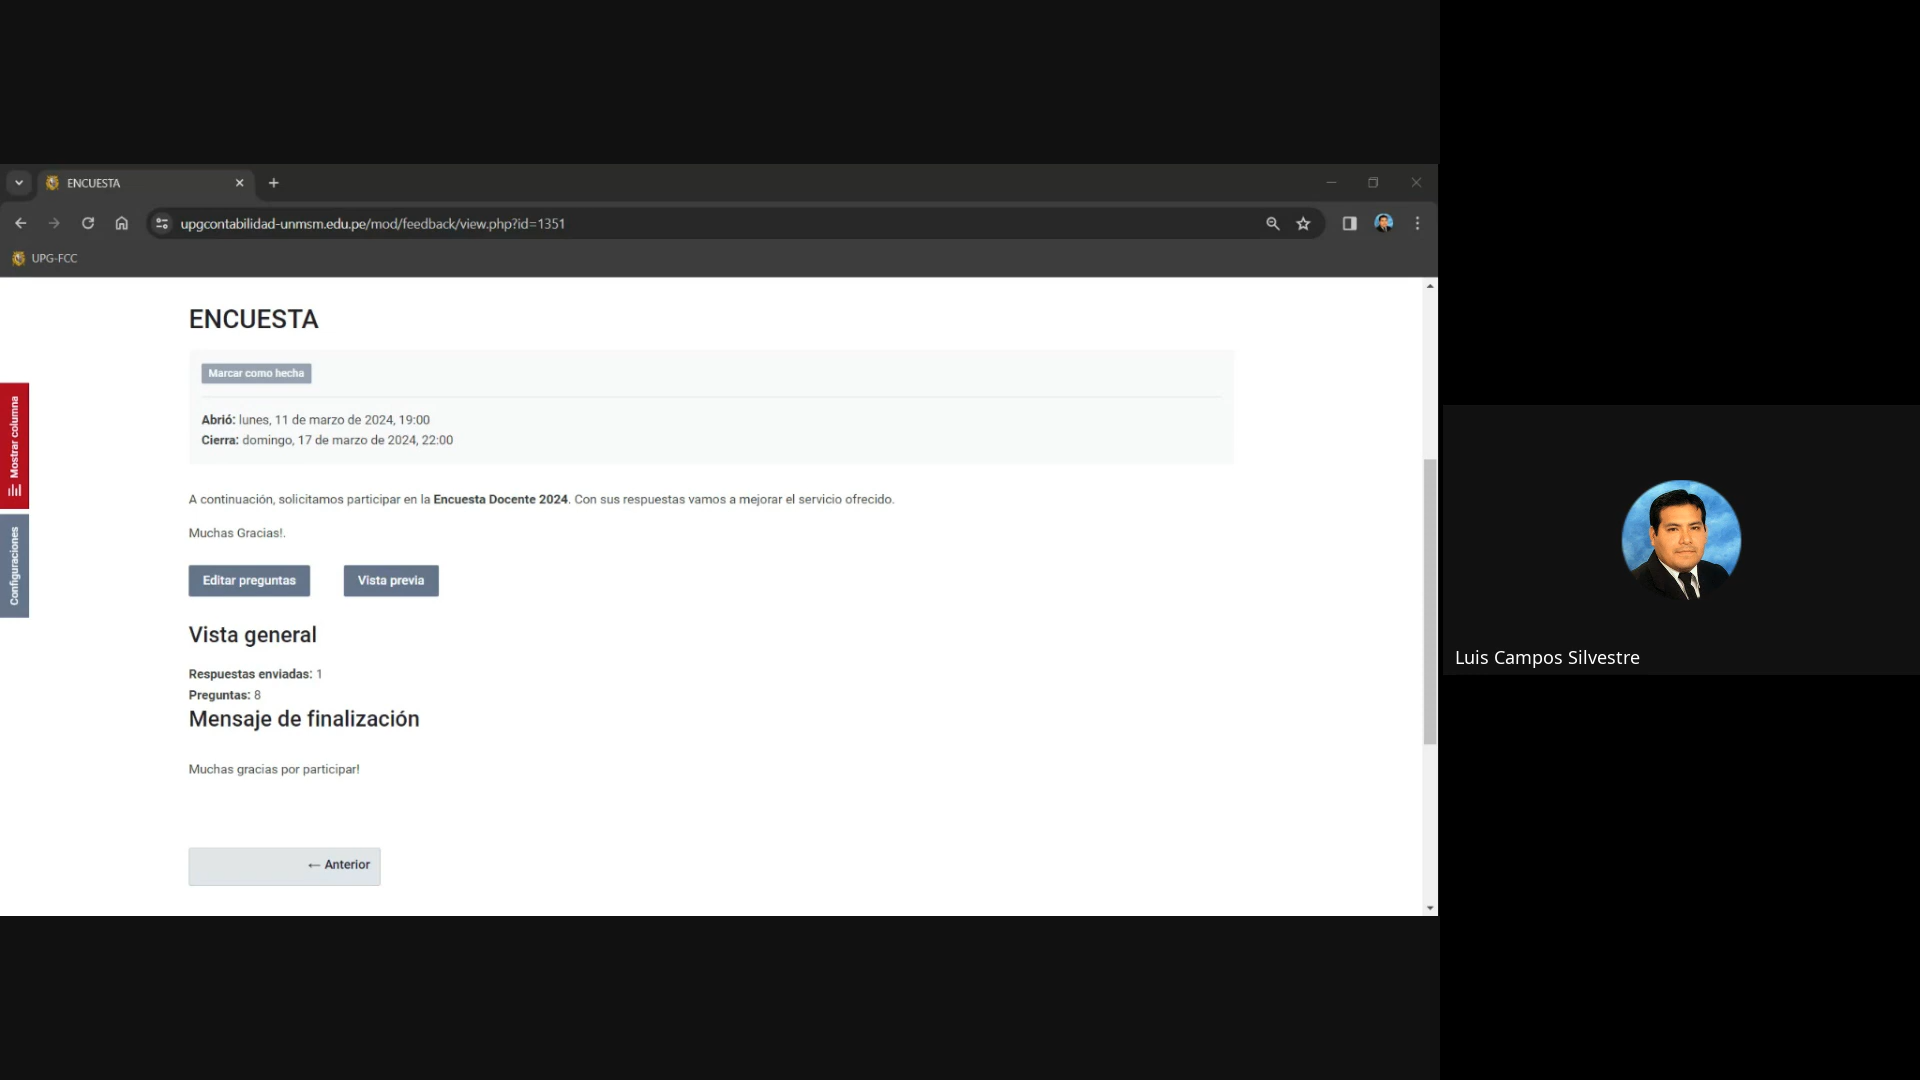 ENCUESTA
upgcontabilidad-unmsm.edu.pe/mod/feedback/view.php?id=1351
UPG-FCC
ENCUESTA
Marcar como hecha
Abrió: lunes, 11 de marzo de 2024, 19:00
Cierra: domingo, 17 de marzo de 2024, 22:00
Mostrar columna
Configuraciones
A continuación, solicitamos participar en la Encuesta Docente 2024. Con sus respuestas vamos a mejorar el servicio ofrecido.
Muchas Gracias!.
Editar preguntas
Vista previa
Vista general
Respuestas enviadas: 1
Preguntas: 8
Mensaje de finalización
Muchas gracias por participar!
← Anterior
Luis Campos Silvestre